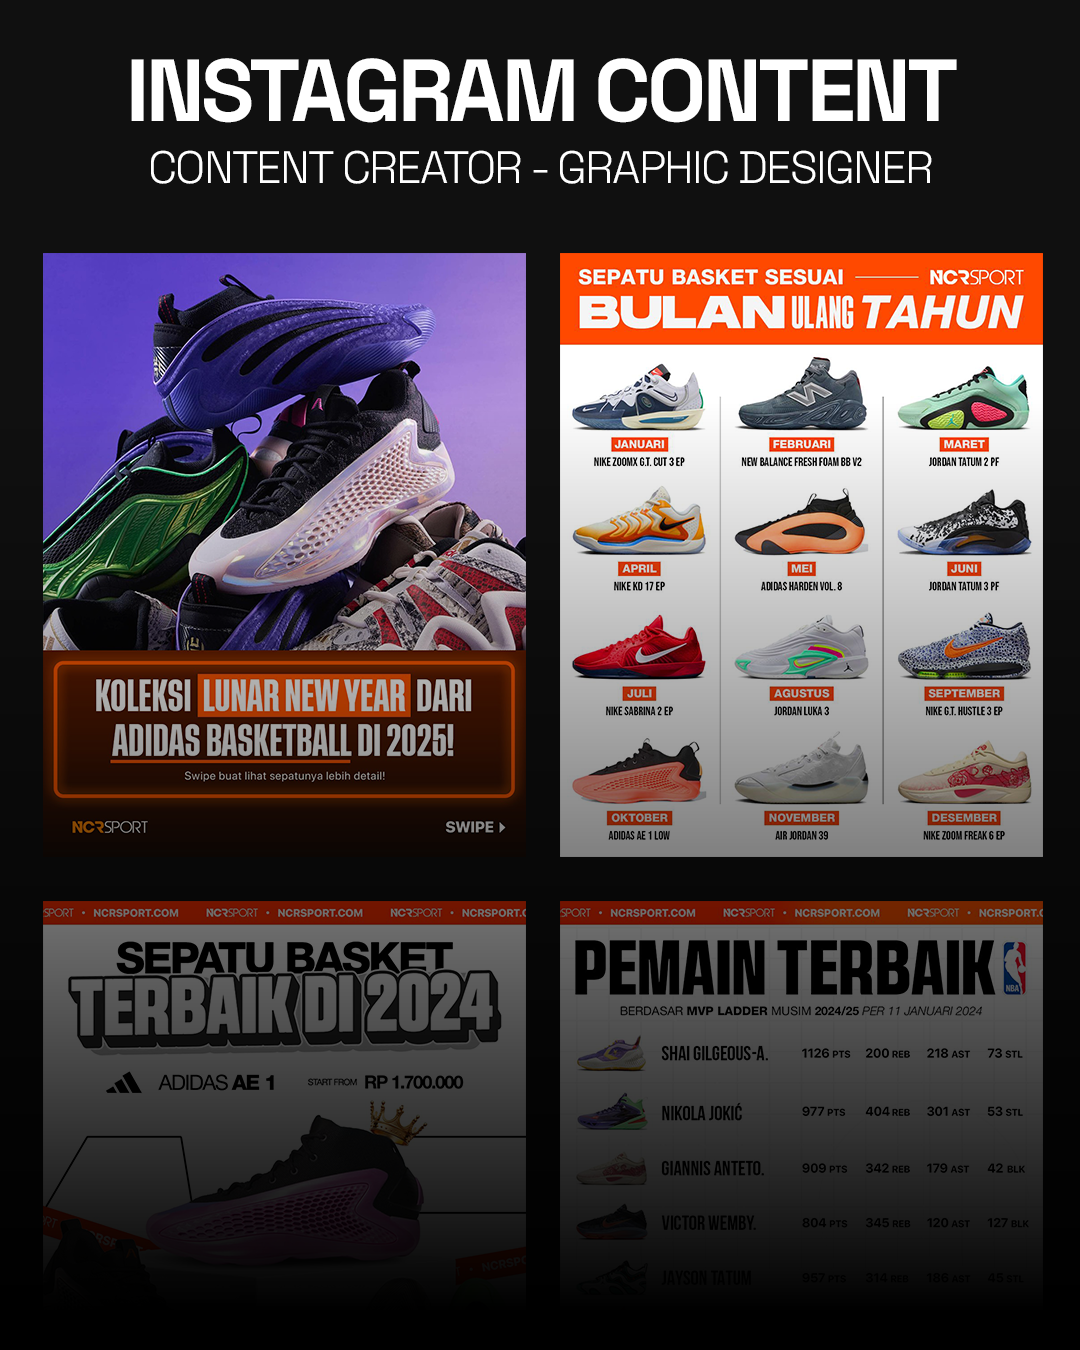 INSTAGRAM CONTENT
CONTENT CREATOR - GRAPHIC DESIGNER
KOLEKSI LUNAR NEW YEAR DARI
ADIDAS BASKETBALL DI 2025!
Swipe buat lihat sepatunya lebih detail!
NCRSPORT
SWIPE
SEPATU BASKET SESUAI
NCRSPORT
BULAN ULANG TAHUN
JANUARI
NIKE ZOOMX G.T. CUT 3 EP
FEBRUARI
NEW BALANCE FRESH FOAM BB V2
MARET
JORDAN TATUM 2 PF
APRIL
NIKE KD 17 EP
MEI
ADIDAS HARDEN VOL. 8
JUNI
JORDAN TATUM 3 PF
JULI
NIKE SABRINA 2 EP
AGUSTUS
JORDAN LUKA 3
SEPTEMBER
NIKE G.T. HUSTLE 3 EP
OKTOBER
ADIDAS AE 1 LOW
NOVEMBER
AIR JORDAN 39
DESEMBER
NIKE ZOOM FREAK 6 EP
SPORT • NCRSPORT.COM NCRSPORT • NCRSPORT.COM NCRSPORT • NCRSPORT.C
SEPATU BASKET
TERBAIK DI 2024
ADIDAS AE 1
START FROM RP 1.700.000
NCRSPO
SPORT • NCRSPORT.COM NCRSPORT • NCRSPORT.COM NCRSPORT • NCRSPORT.C
PEMAIN TERBAIK
NBA
BERDASAR MVP LADDER MUSIM 2024/25 PER 11 JANUARI 2024
SHAI GILGEOUS-A. 1126 PTS 200 REB 218 AST 73 STL
NIKOLA JOKIĆ 977 PTS 404 REB 301 AST 53 STL
GIANNIS ANTETO. 909 PTS 342 REB 179 AST 42 BLK
VICTOR WEMBY. 804 PTS 345 REB 120 AST 127 BLK
JAYSON TATUM 957 PTS 314 REB 186 AST 45 STL